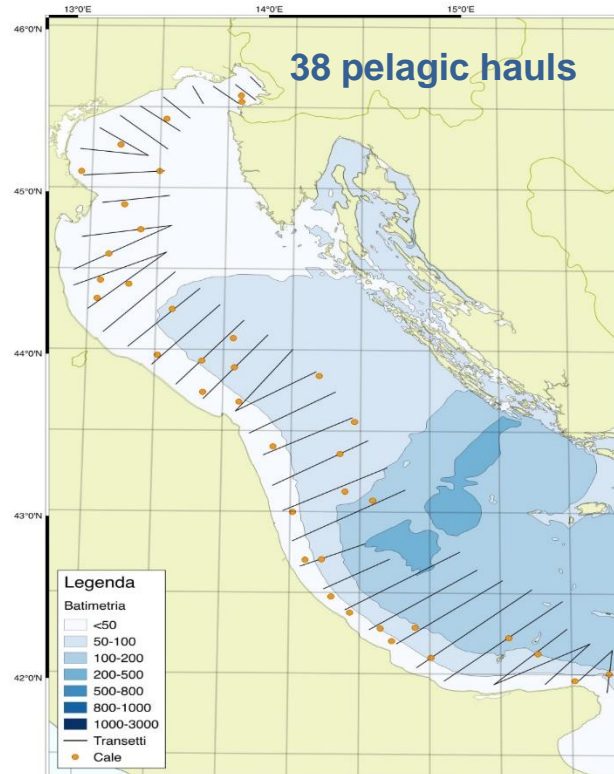 13°0'E 14°0'E 15°0'E
46°0'N
38 pelagic hauls
45°0'N
44°0'N
43°0'N
42°0'N
Legenda
Batimetria
<50
50-100
100-200
200-500
500-800
800-1000
1000-3000
Transetti
Cale